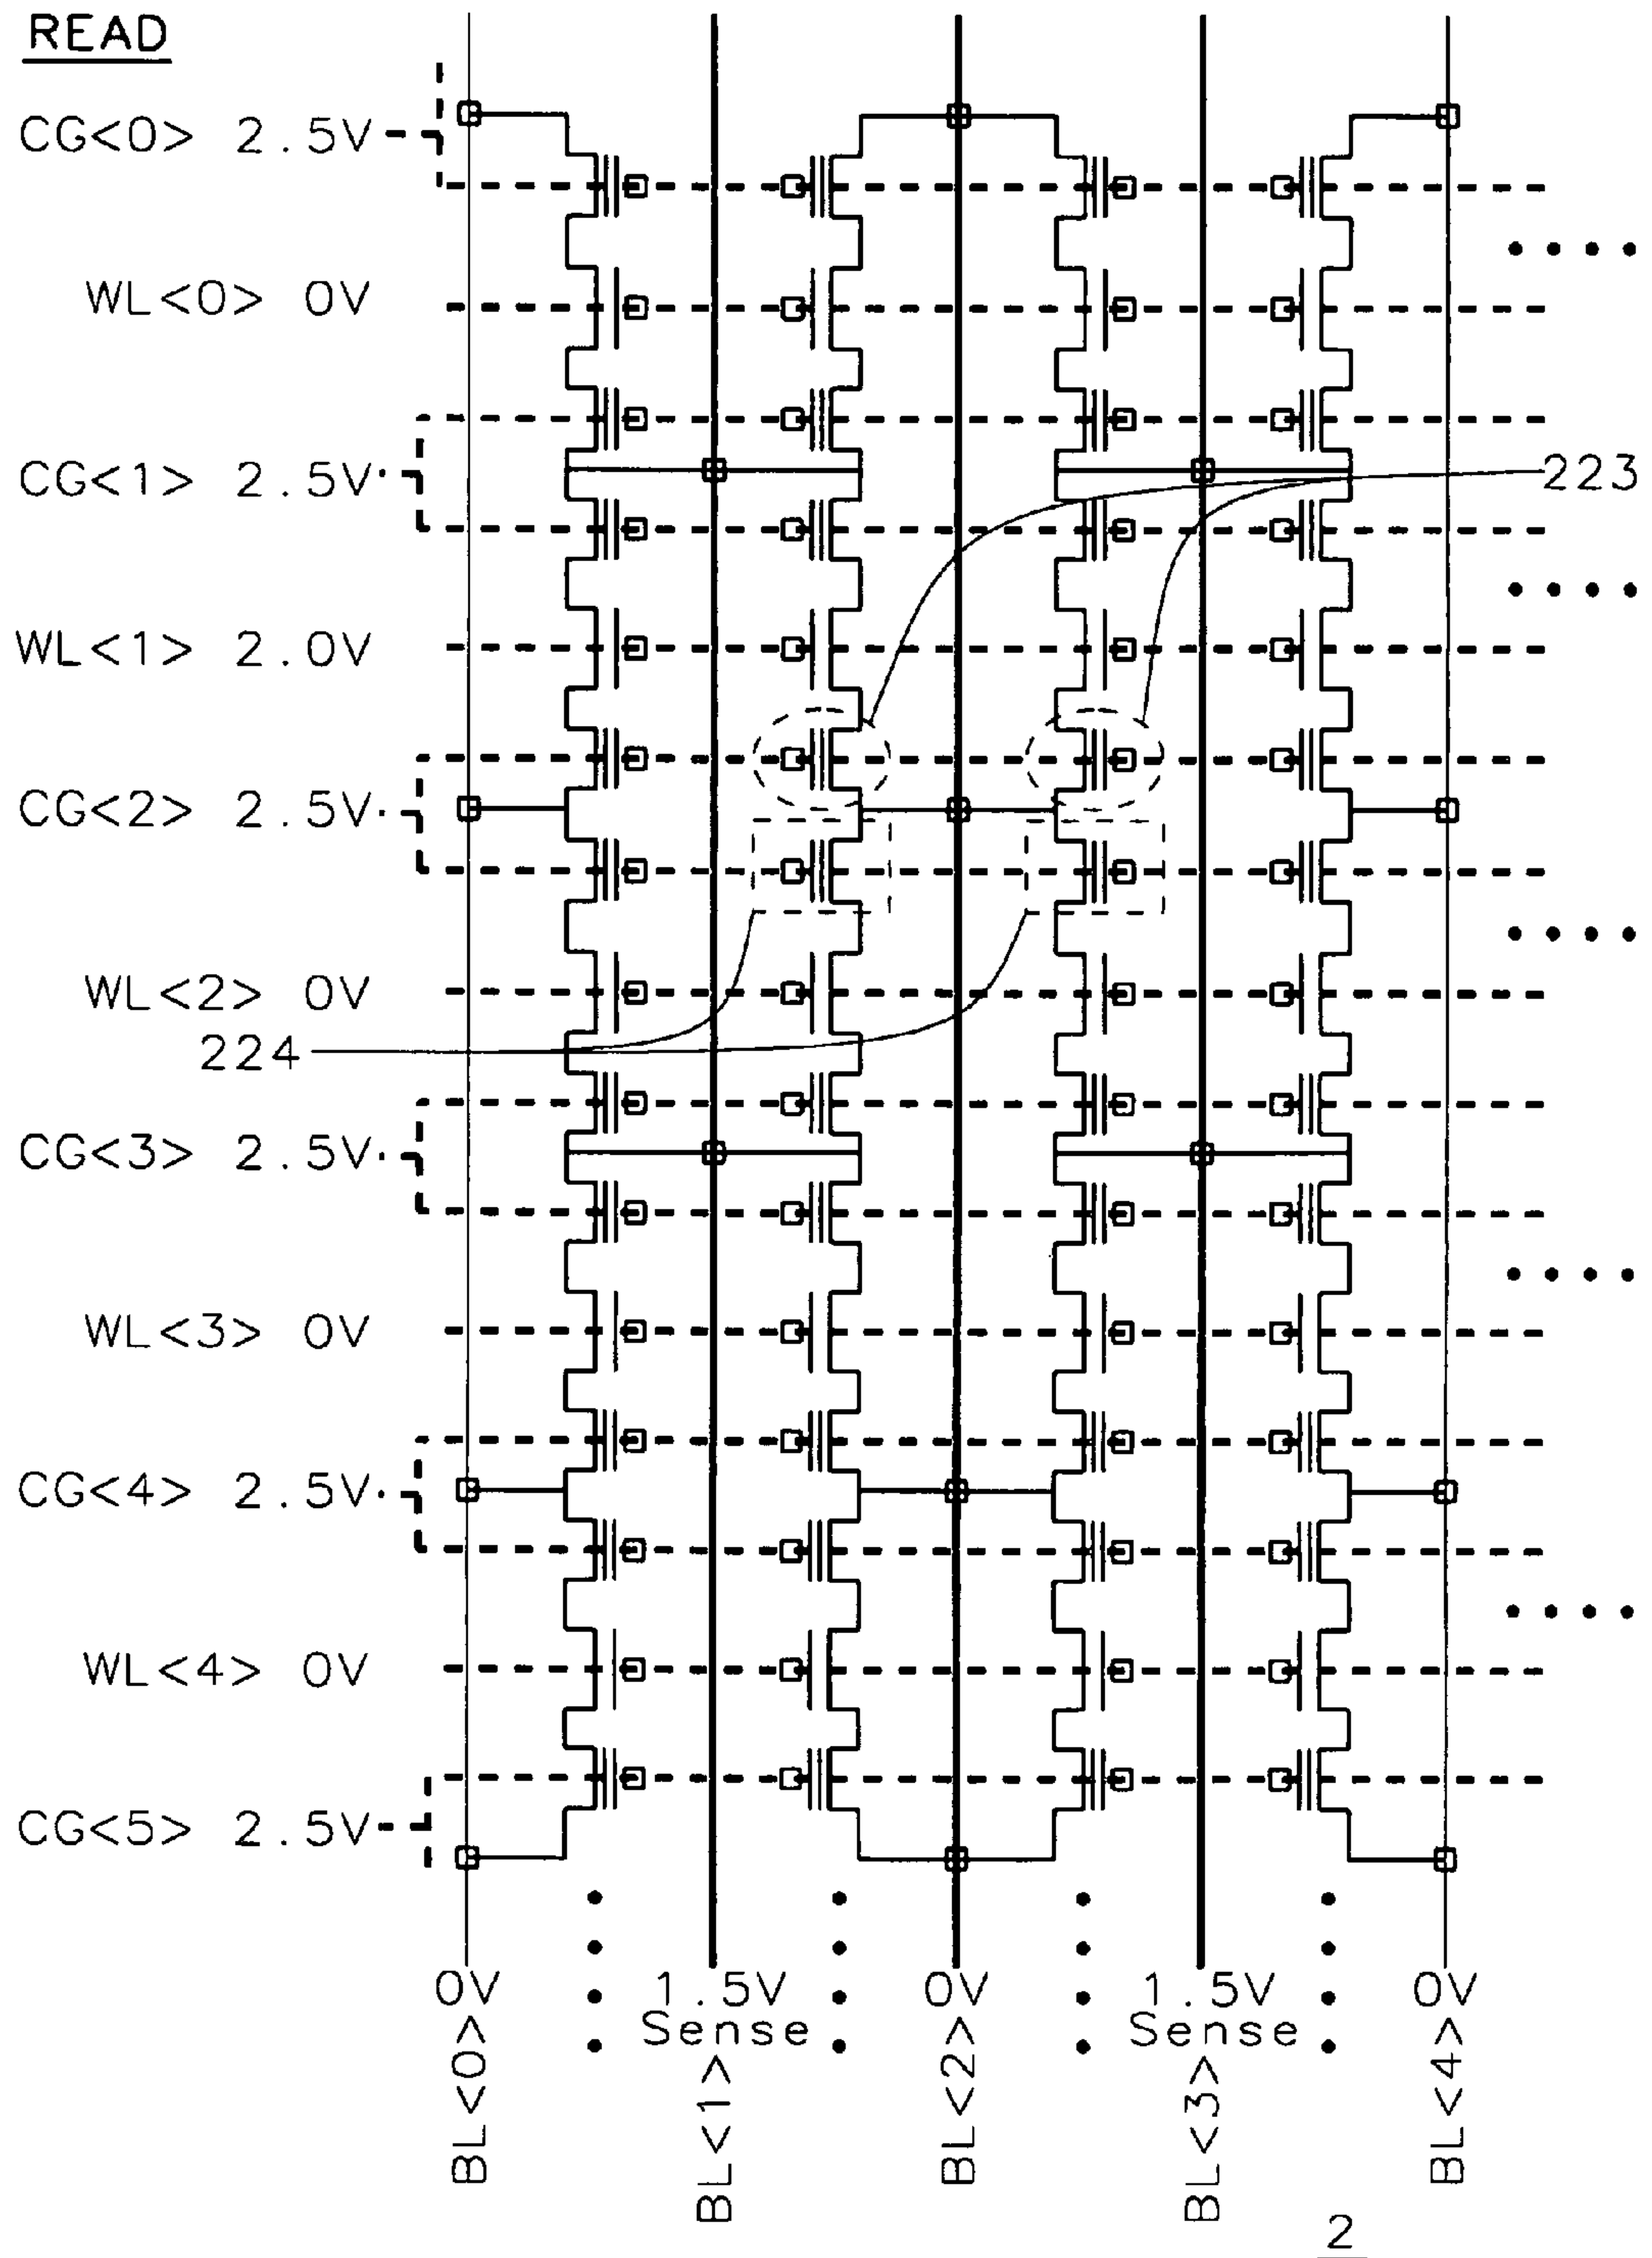 READ
CG<0> 2.5V
WL<0> 0V
CG<1> 2.5V
223
WL<1> 2.0V
CG<2> 2.5V
WL<2> 0V
224
CG<3> 2.5V
WL<3> 0V
CG<4> 2.5V
WL<4> 0V
CG<5> 2.5V
0V 1.5V 0V 1.5V 0V
Sense Sense
BL<0> BL<1> BL<2> BL<3> BL<4>
2